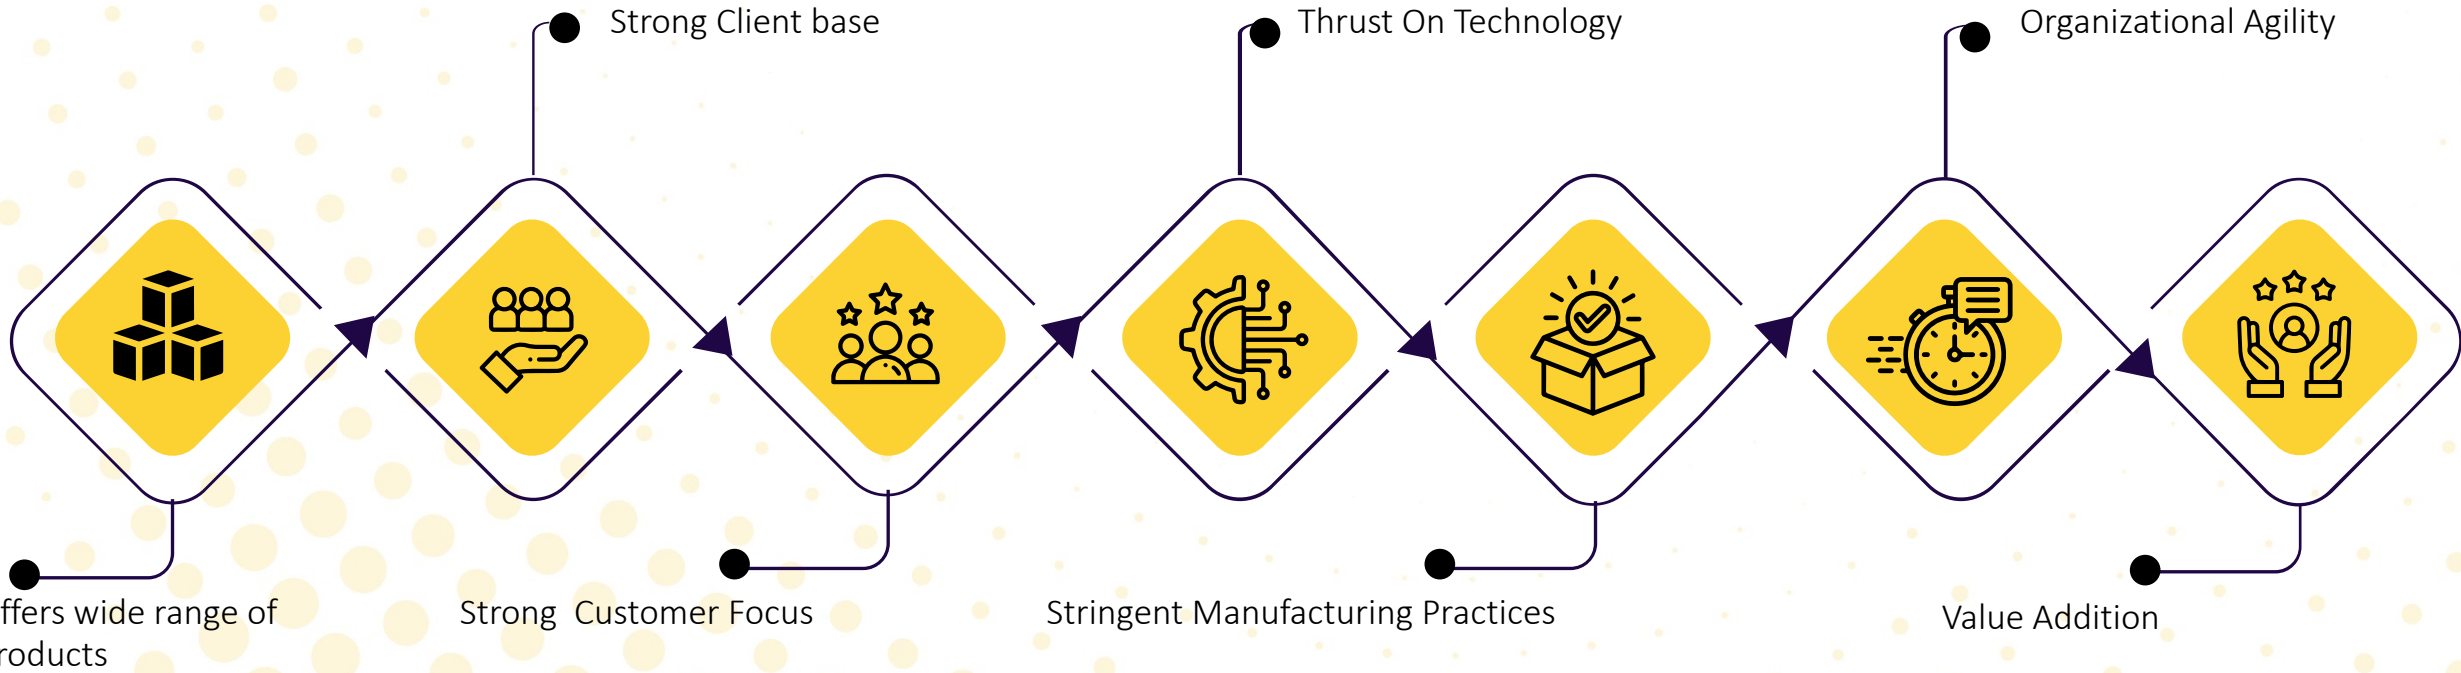 Strong Client base
Thrust On Technology
Organizational Agility
ffers wide range of
roducts
Strong Customer Focus
Stringent Manufacturing Practices
Value Addition